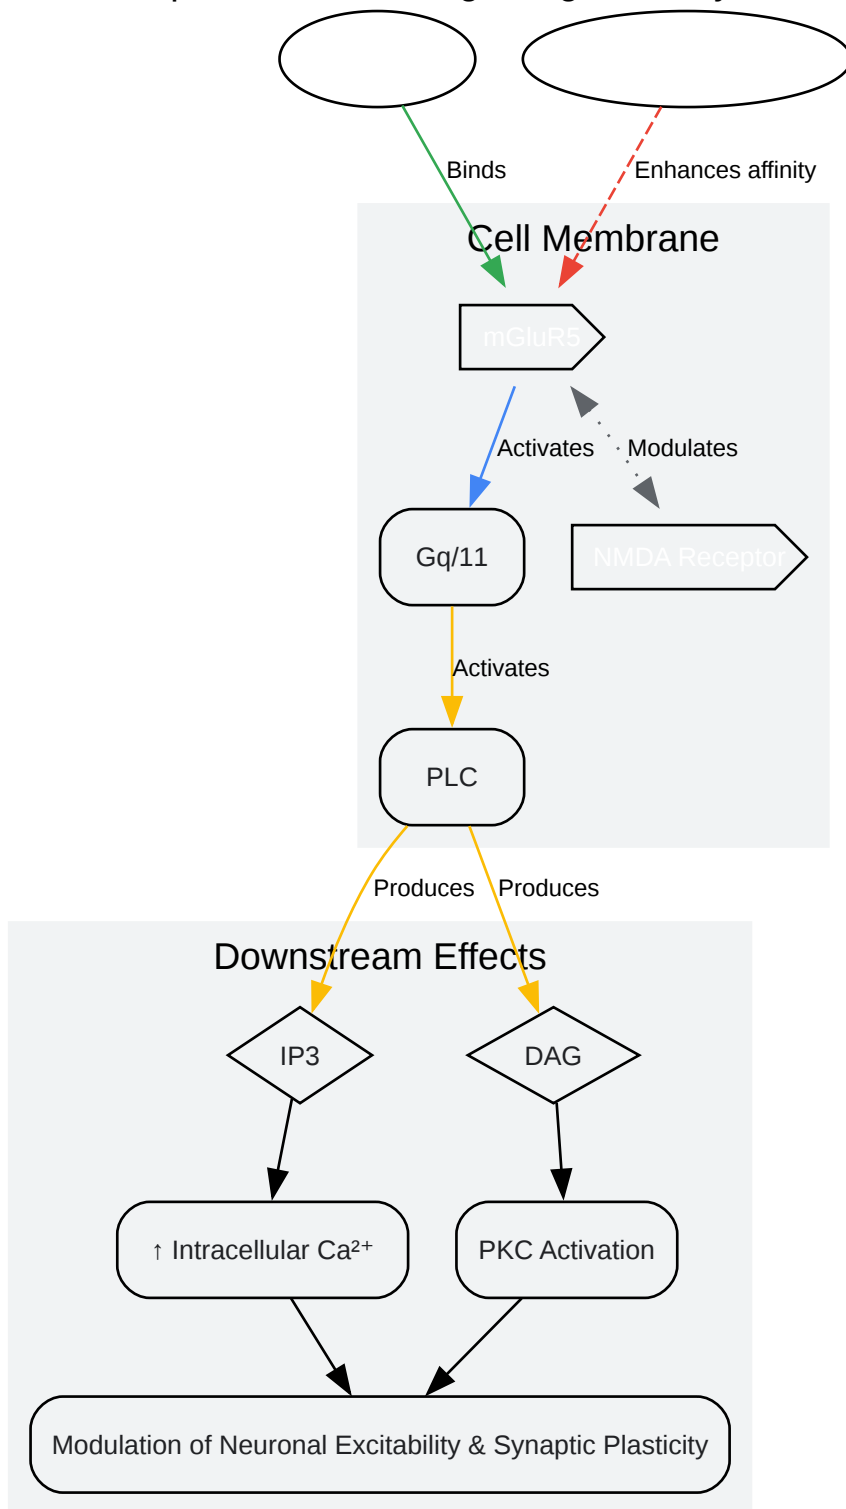 Binds
Enhances affinity
Cell Membrane
mGluR5
Activates
Modulates
Gq/11
NMDA Receptor
Activates
PLC
Produces
Produces
Downstream Effects
IP3
DAG
↑ Intracellular Ca²⁺
PKC Activation
Modulation of Neuronal Excitability & Synaptic Plasticity